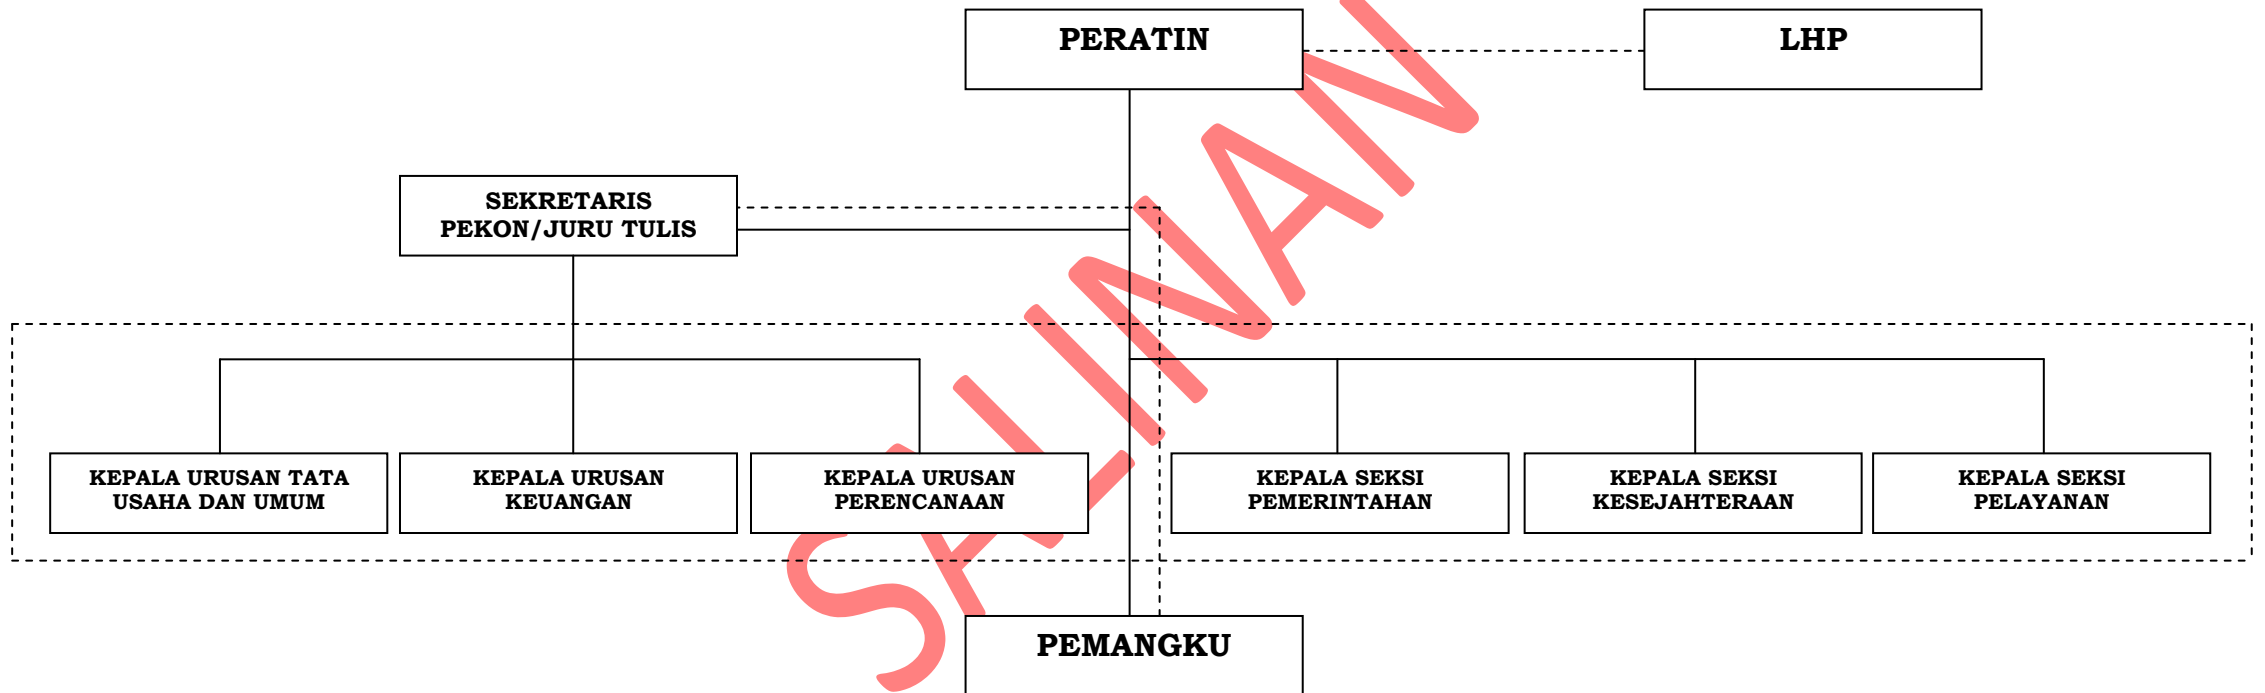 PERATIN
LHP
SEKRETARIS
PEKON/JURU TULIS
KEPALA URUSAN TATA
USAHA DAN UMUM
KEPALA URUSAN
KEUANGAN
KEPALA URUSAN
PERENCANAAN
KEPALA SEKSI
PEMERINTAHAN
KEPALA SEKSI
KESEJAHTERAAN
KEPALA SEKSI
PELAYANAN
PEMANGKU
SALINAN